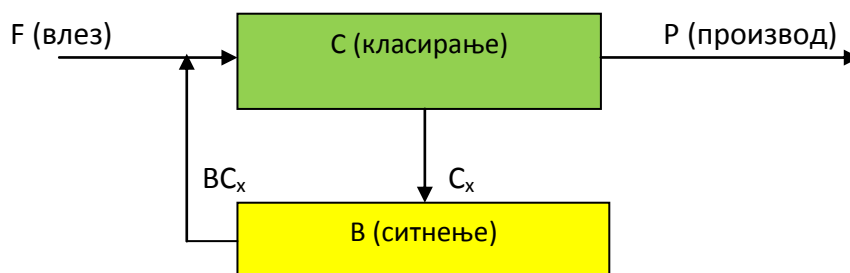 F (влез)
С (класирање)
P (производ)
BCₓ
Cₓ
В (ситнење)